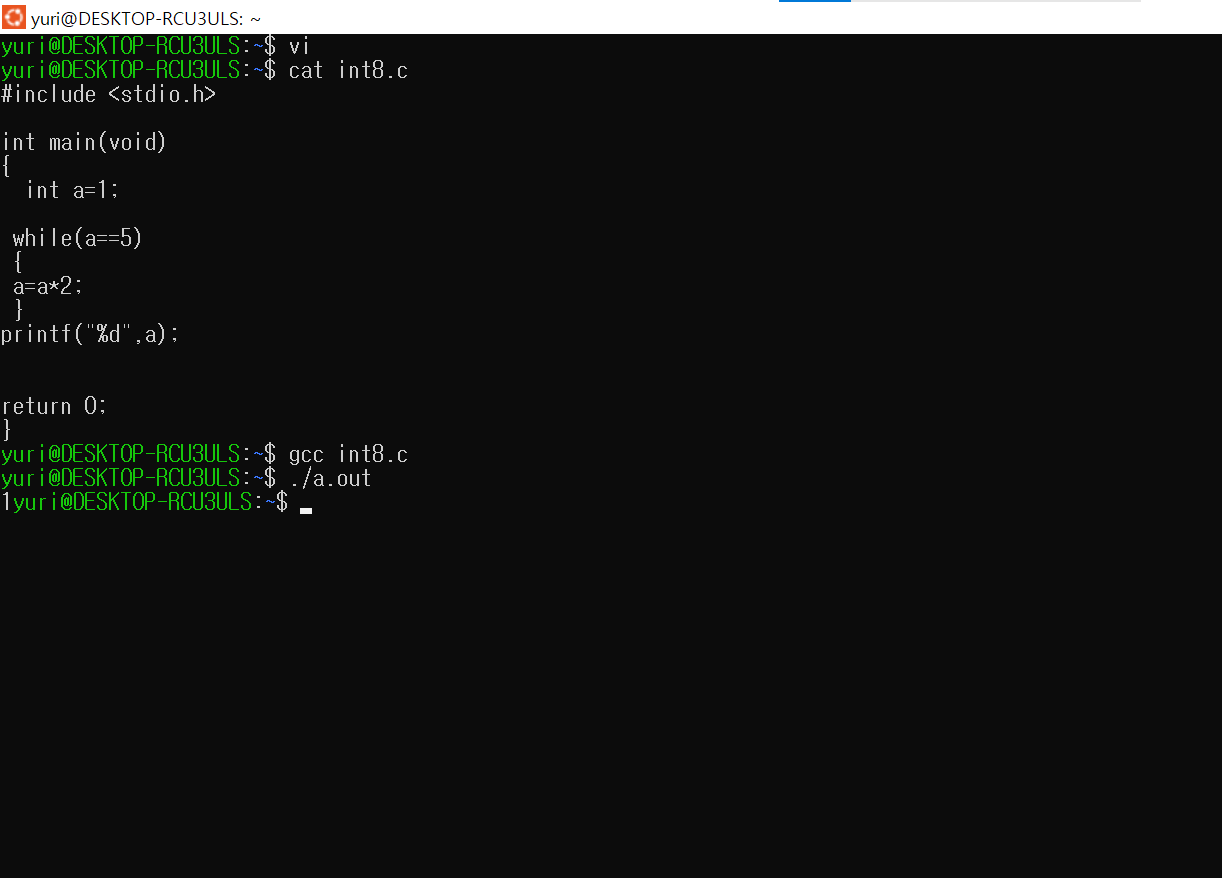 yuri@DESKTOP-RCU3ULS: ~
yuri@DESKTOP-RCU3ULS:~$ vi
yuri@DESKTOP-RCU3ULS:~$ cat int8.c
#include <stdio.h>
int main(void)
{
int a=1;
while(a==5)
{
a=a*2;
}
printf("%d",a);
return 0;
}
yuri@DESKTOP-RCU3ULS:~$ gcc int8.c
yuri@DESKTOP-RCU3ULS:~$ ./a.out
1yuri@DESKTOP-RCU3ULS:~$